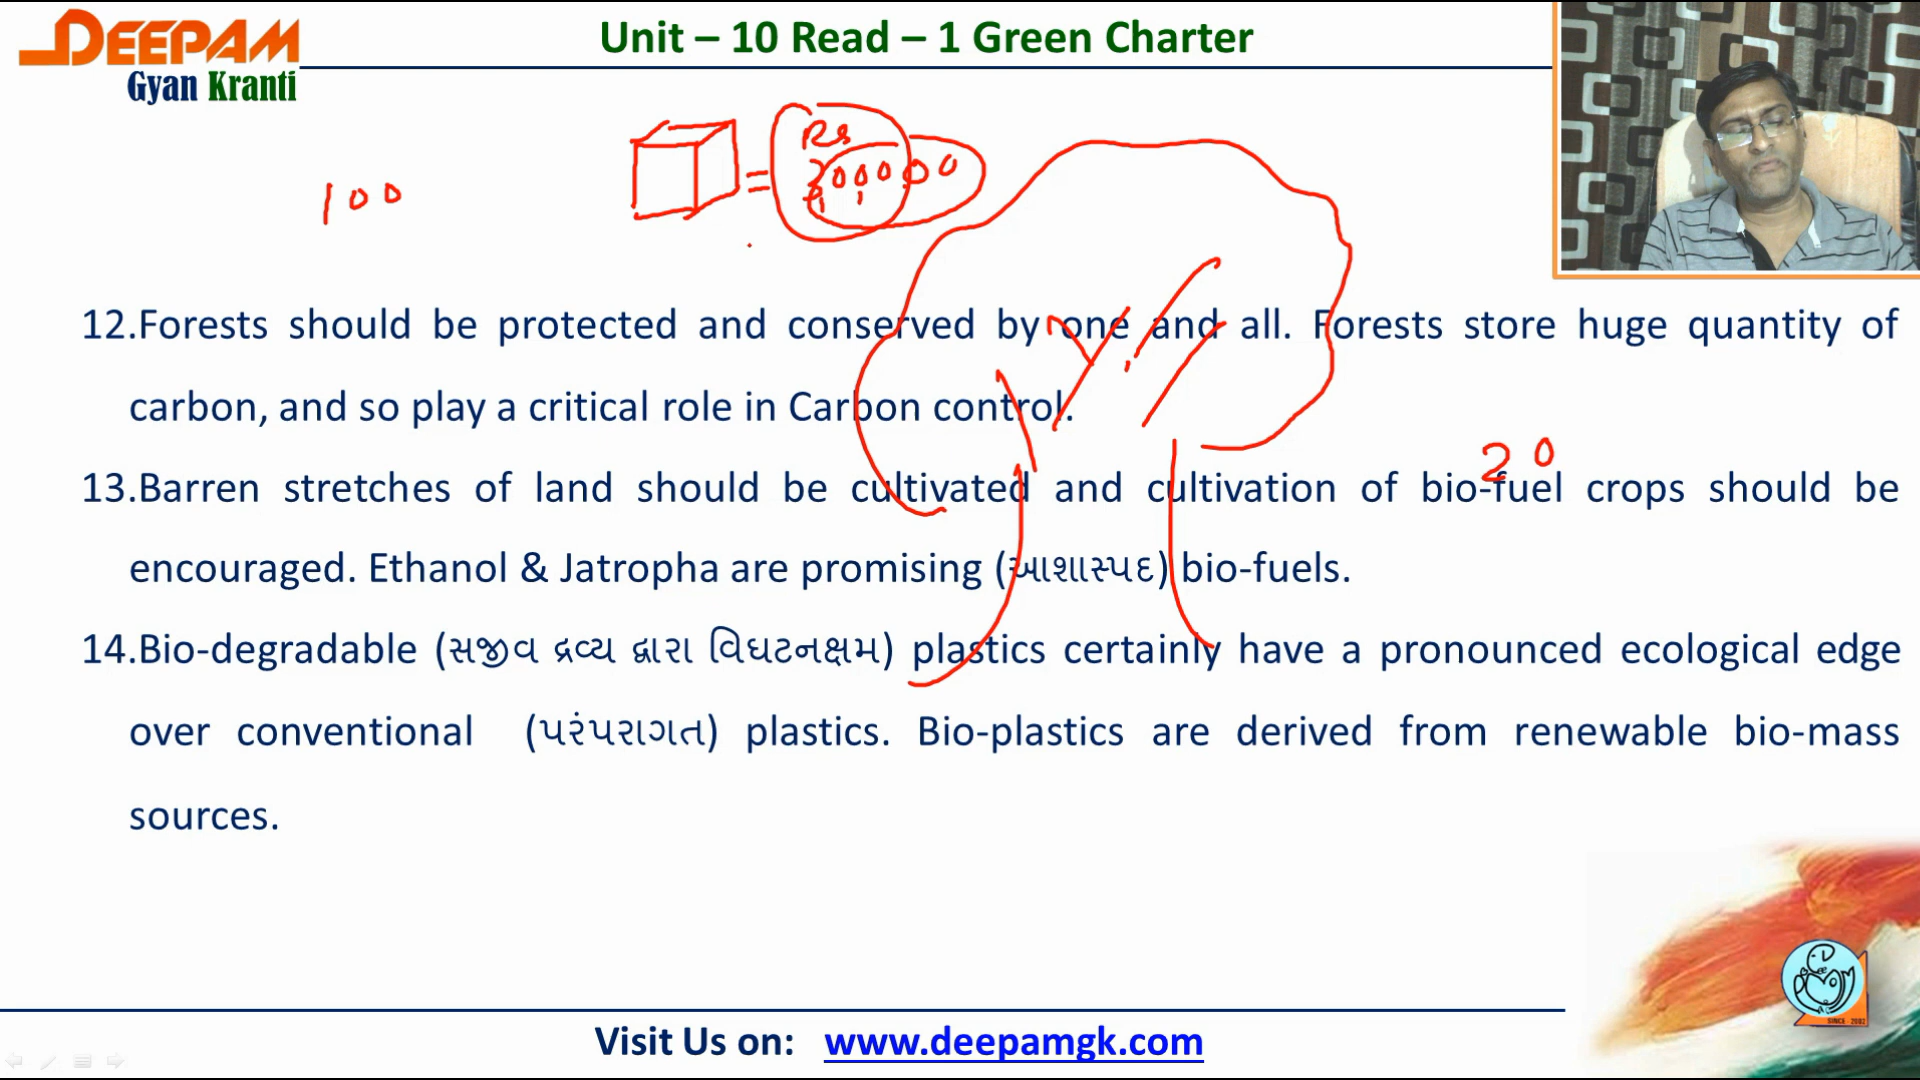 DEEPAM
Gyan Kranti
Unit – 10 Read – 1 Green Charter
Rs
100
12.Forests should be protected and conserved by one and all. Forests store huge quantity of
carbon, and so play a critical role in Carbon control.
20
13.Barren stretches of land should be cultivated and cultivation of bio-fuel crops should be
encouraged. Ethanol & Jatropha are promising (આશાસ્પદ) bio-fuels.
14.Bio-degradable (સજીવ દ્રવ્ય દ્વારા વિઘટનક્ષમ) plastics certainly have a pronounced ecological edge
over conventional (પરંપરાગત) plastics. Bio-plastics are derived from renewable bio-mass
sources.
SINCE 2002
Visit Us on: www.deepamgk.com